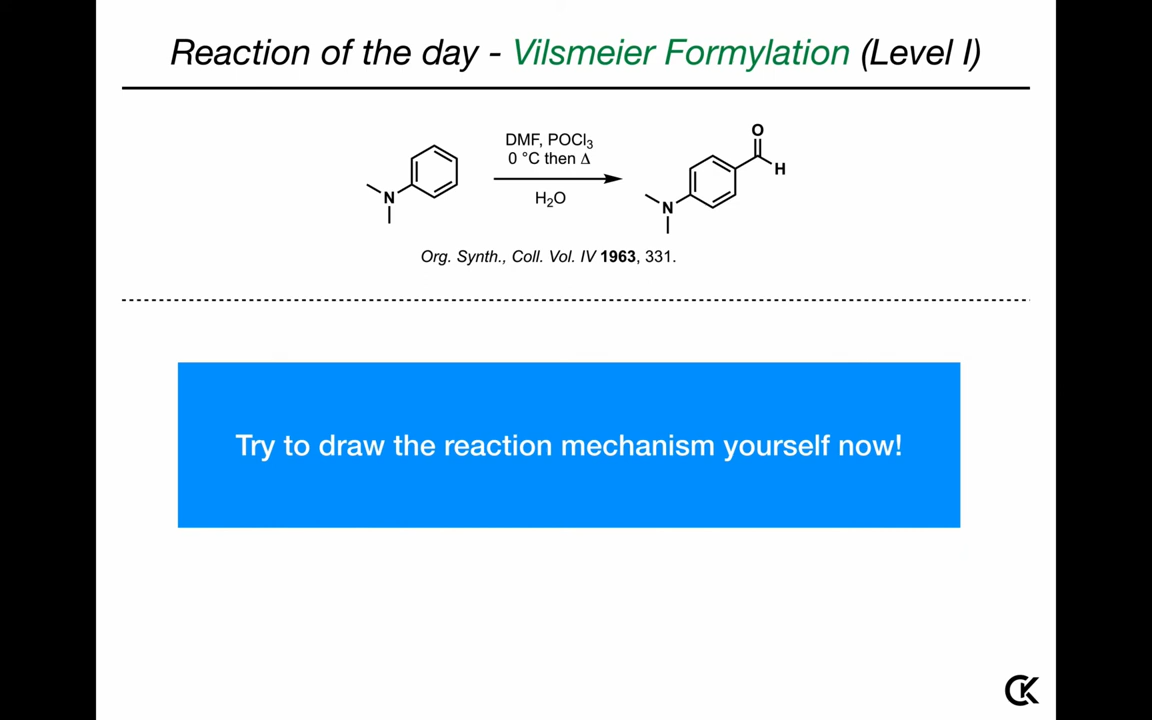 Reaction of the day - Vilsmeier Formylation (Level I)
DMF, POCl₃
0 °C then Δ
H₂O
N
O
H
N
Org. Synth., Coll. Vol. IV 1963, 331.
Try to draw the reaction mechanism yourself now!
CK